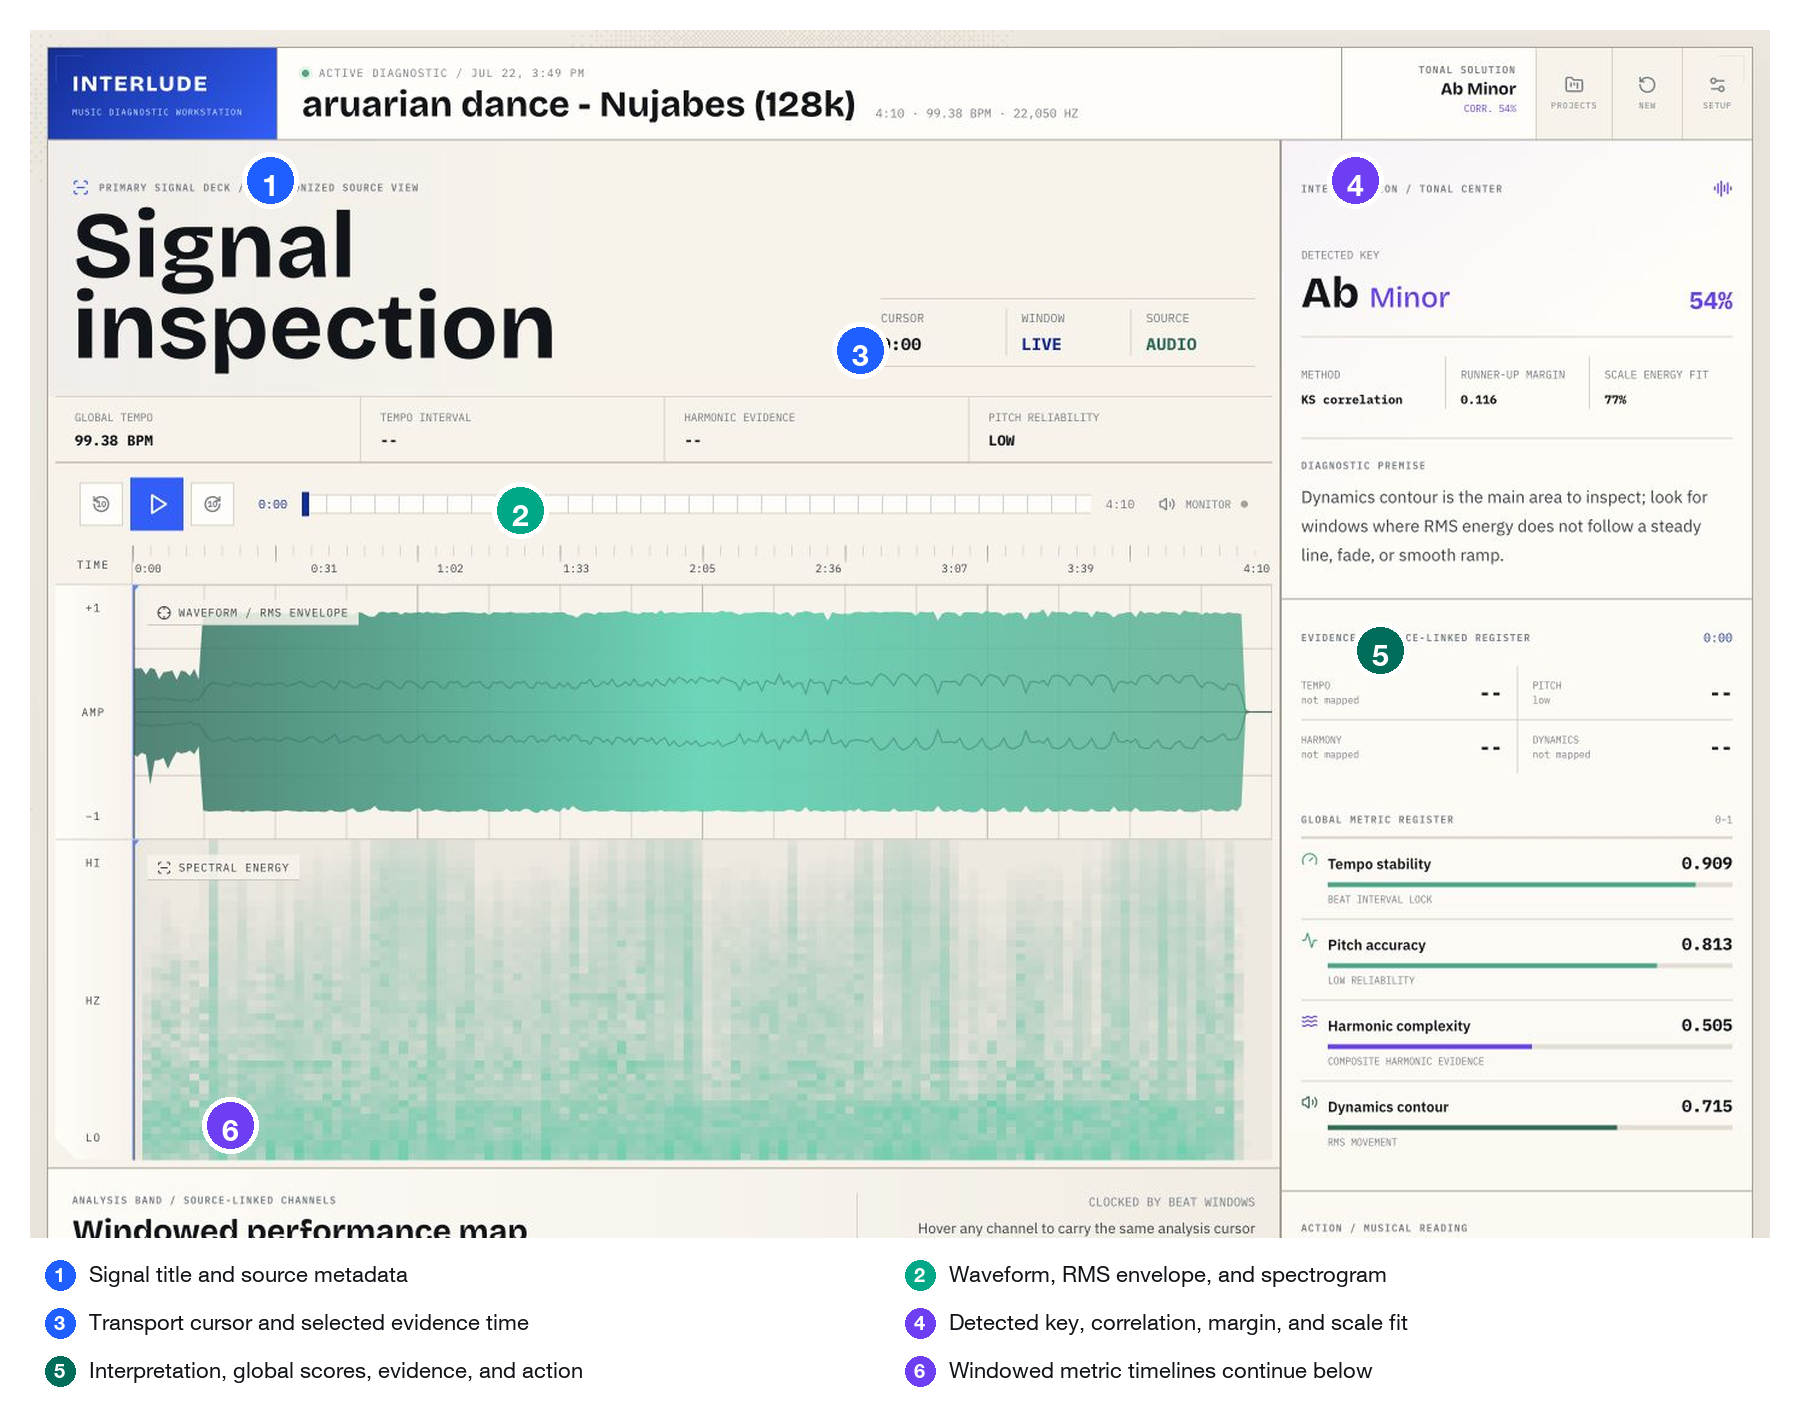 INTERLUDE
MUSIC DIAGNOSTIC WORKSTATION
ACTIVE DIAGNOSTIC / JUL 22, 3:49 PM
aruarian dance - Nujabes (128k)
4:10 · 99.38 BPM · 22,050 HZ
TONAL SOLUTION
Ab Minor
CORR. 54%
PROJECTS
NEW
SETUP
PRIMARY SIGNAL DECK /
1
NIZED SOURCE VIEW
Signal
inspection
CURSOR
:00
WINDOW
LIVE
SOURCE
AUDIO
3
GLOBAL TEMPO
99.38 BPM
TEMPO INTERVAL
--
HARMONIC EVIDENCE
--
PITCH RELIABILITY
LOW
10
10
0:00
2
4:10
MONITOR
TIME
0:00
0:31
1:02
1:33
2:05
2:36
3:07
3:39
4:10
+1
AMP
-1
WAVEFORM / RMS ENVELOPE
HI
HZ
LO
SPECTRAL ENERGY
6
ANALYSIS BAND / SOURCE-LINKED CHANNELS
Windowed performance map
CLOCKED BY BEAT WINDOWS
Hover any channel to carry the same analysis cursor
INTE
4
ON / TONAL CENTER
DETECTED KEY
Ab Minor
54%
METHOD
KS correlation
RUNNER-UP MARGIN
0.116
SCALE ENERGY FIT
77%
DIAGNOSTIC PREMISE
Dynamics contour is the main area to inspect; look for
windows where RMS energy does not follow a steady
line, fade, or smooth ramp.
EVIDENCE
5
CE-LINKED REGISTER
0:00
TEMPO
not mapped
--
PITCH
low
--
HARMONY
not mapped
--
DYNAMICS
not mapped
--
GLOBAL METRIC REGISTER
0-1
Tempo stability
0.909
BEAT INTERVAL LOCK
Pitch accuracy
0.813
LOW RELIABILITY
Harmonic complexity
0.505
COMPOSITE HARMONIC EVIDENCE
Dynamics contour
0.715
RMS MOVEMENT
ACTION / MUSICAL READING
1 Signal title and source metadata
2 Waveform, RMS envelope, and spectrogram
3 Transport cursor and selected evidence time
4 Detected key, correlation, margin, and scale fit
5 Interpretation, global scores, evidence, and action
6 Windowed metric timelines continue below